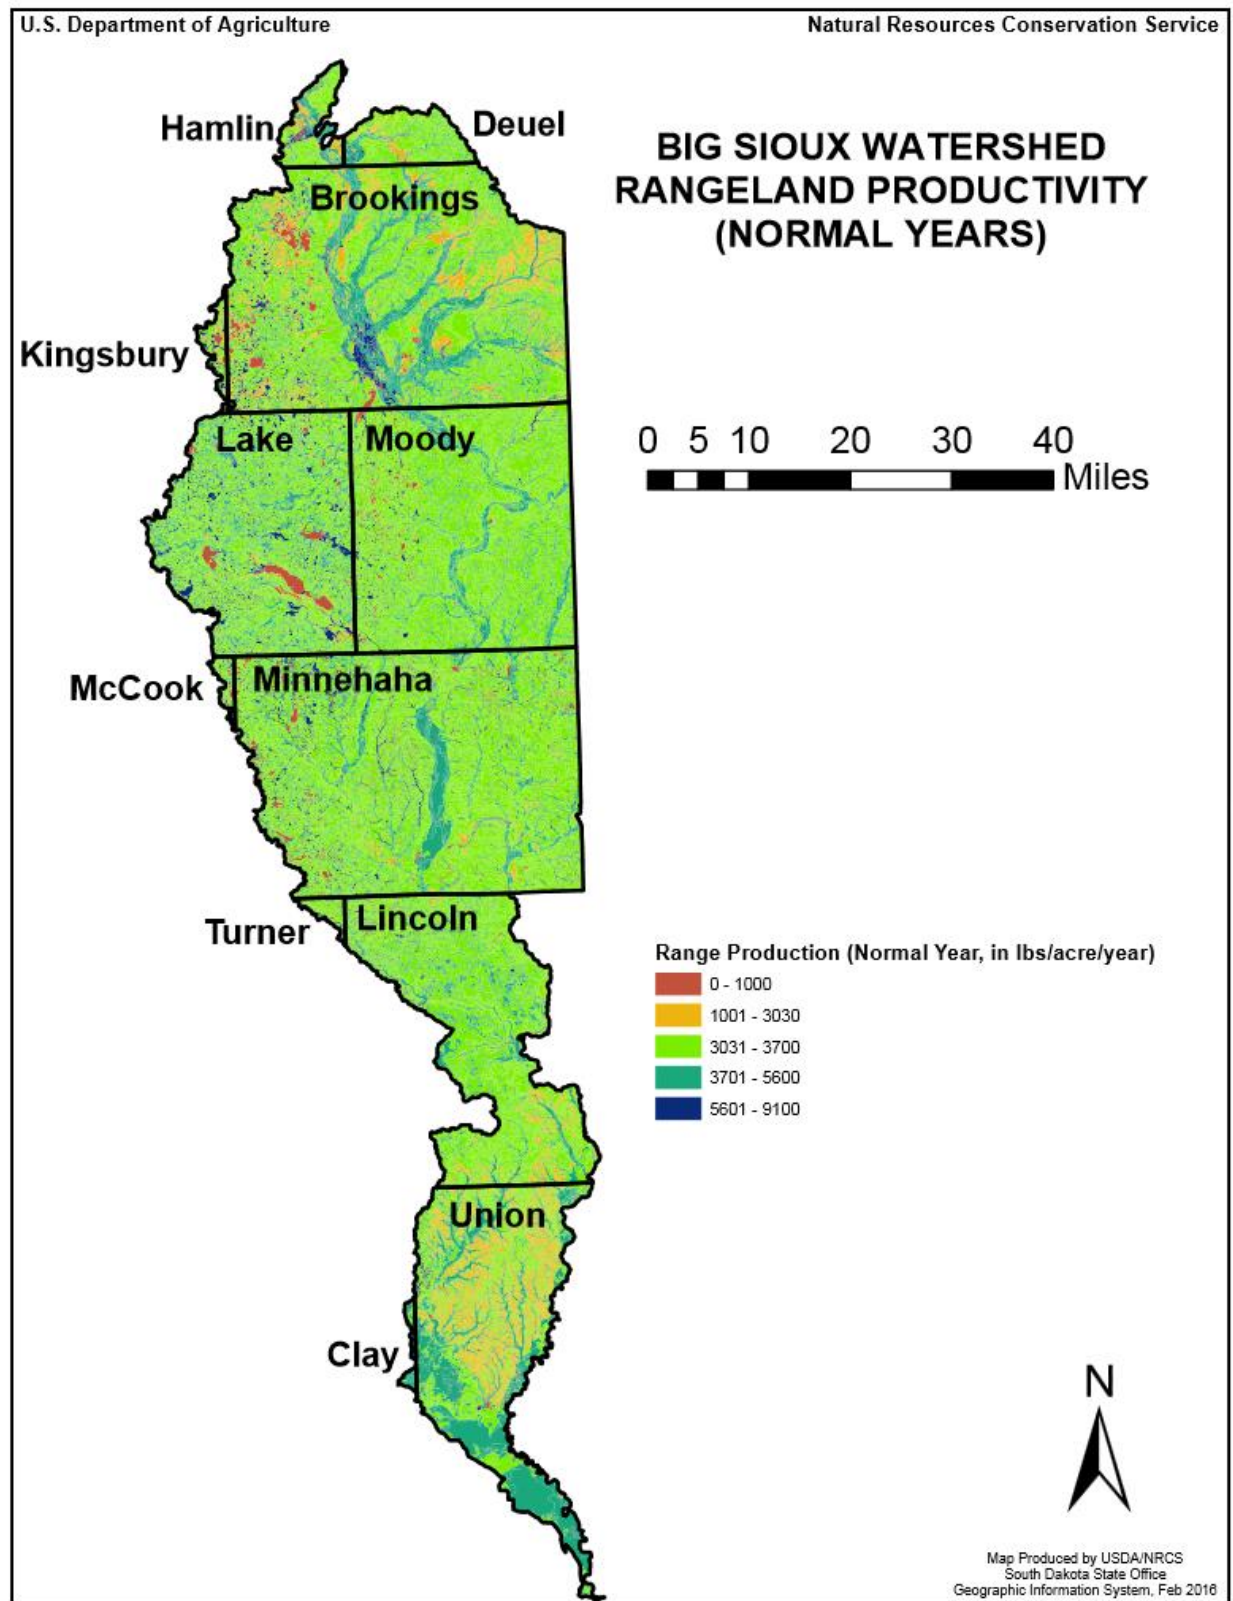 U.S. Department of Agriculture
Natural Resources Conservation Service
BIG SIOUX WATERSHED
RANGELAND PRODUCTIVITY
(NORMAL YEARS)
Hamlin
Deuel
Brookings
Kingsbury
Lake
Moody
0 5 10 20 30 40
Miles
McCook
Minnehaha
Turner
Lincoln
Range Production (Normal Year, in lbs/acre/year)
0 - 1000
1001 - 3030
3031 - 3700
3701 - 5600
5601 - 9100
Union
Clay
N
Map Produced by USDA/NRCS
South Dakota State Office
Geographic Information System, Feb 2016